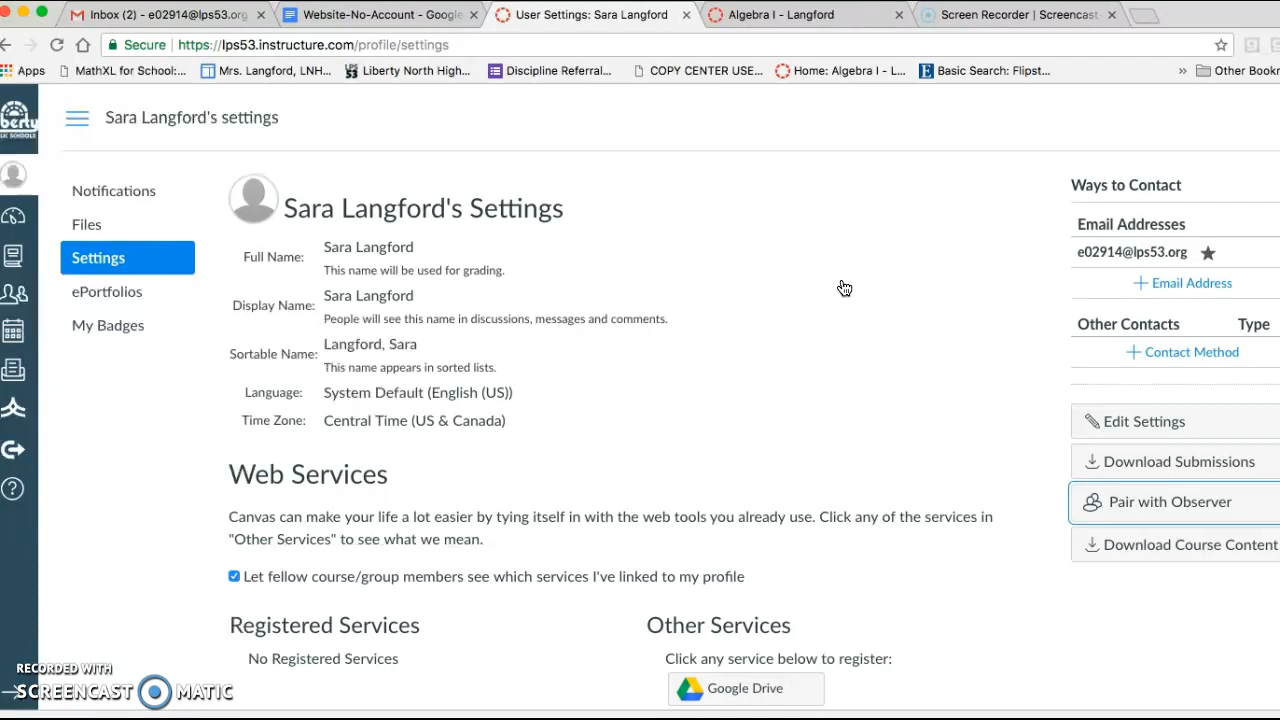 Inbox (2) - e02914@lps53.org
Website-No-Account - Google
User Settings: Sara Langford
Algebra I - Langford
Screen Recorder | Screencast-
Secure
https://lps53.instructure.com/profile/settings
Apps
MathXL for School:...
Mrs. Langford, LNH...
Liberty North High...
Discipline Referral...
COPY CENTER USE...
Home: Algebra I - L...
Basic Search: Flipst...
» Other Bookm
berty
Sara Langford's settings
Notifications
Files
Settings
ePortfolios
My Badges
Sara Langford's Settings
Full Name: Sara Langford
This name will be used for grading.
Display Name: Sara Langford
People will see this name in discussions, messages and comments.
Sortable Name: Langford, Sara
This name appears in sorted lists.
Language: System Default (English (US))
Time Zone: Central Time (US & Canada)
Web Services
Canvas can make your life a lot easier by tying itself in with the web tools you already use. Click any of the services in
"Other Services" to see what we mean.
Let fellow course/group members see which services I've linked to my profile
Registered Services
No Registered Services
Other Services
Click any service below to register:
Google Drive
Ways to Contact
Email Addresses
e02914@lps53.org
+ Email Address
Other Contacts Type
+ Contact Method
Edit Settings
Download Submissions
Pair with Observer
Download Course Content
RECORDED WITH
SCREENCAST MATIC